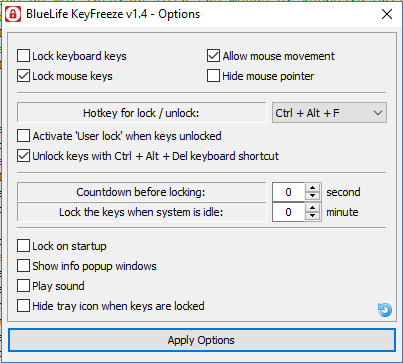 BlueLife KeyFreeze v1.4 - Options
Lock keyboard keys
Allow mouse movement
Lock mouse keys
Hide mouse pointer
Hotkey for lock / unlock:
Ctrl + Alt + F
Activate 'User lock' when keys unlocked
Unlock keys with Ctrl + Alt + Del keyboard shortcut
Countdown before locking:
0
second
Lock the keys when system is idle:
0
minute
Lock on startup
Show info popup windows
Play sound
Hide tray icon when keys are locked
Apply Options